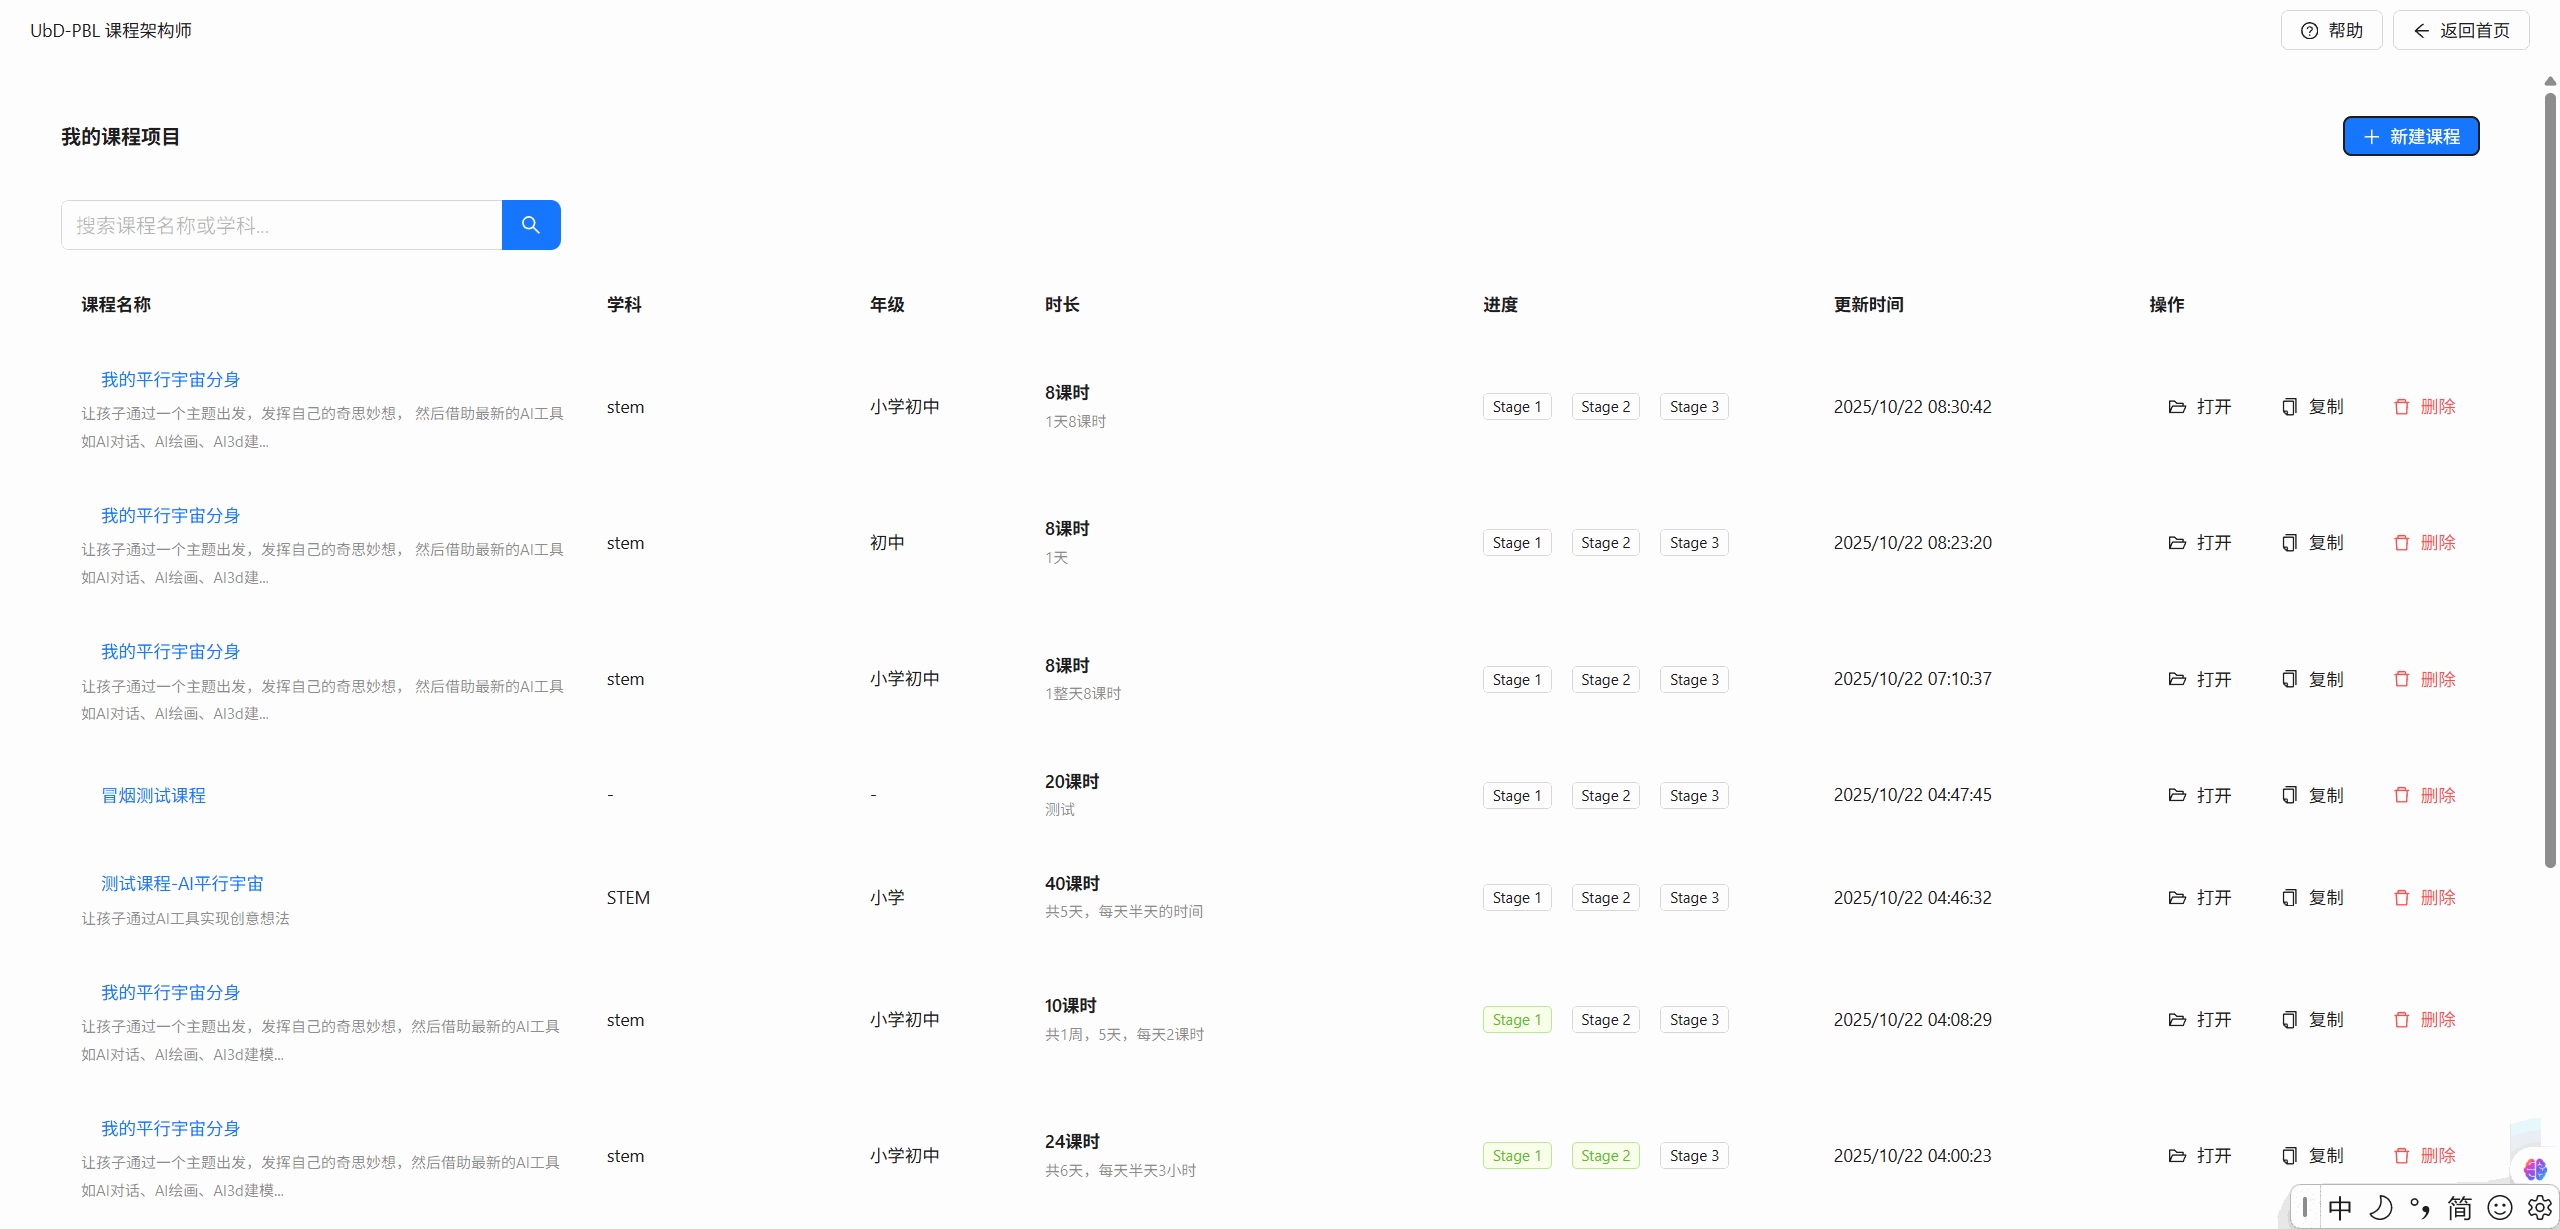 UbD-PBL 课程架构师
帮助
返回首页
我的课程项目
新建课程
搜索课程名称或学科...
课程名称 学科 年级 时长 进度 更新时间 操作
我的平行宇宙分身
让孩子通过一个主题出发，发挥自己的奇思妙想， 然后借助最新的AI工具
如AI对话、AI绘画、AI3d建...
stem
小学初中
8课时
1天8课时
Stage 1 Stage 2 Stage 3
2025/10/22 08:30:42
打开 复制 删除
我的平行宇宙分身
让孩子通过一个主题出发，发挥自己的奇思妙想， 然后借助最新的AI工具
如AI对话、AI绘画、AI3d建...
stem
初中
8课时
1天
Stage 1 Stage 2 Stage 3
2025/10/22 08:23:20
打开 复制 删除
我的平行宇宙分身
让孩子通过一个主题出发，发挥自己的奇思妙想， 然后借助最新的AI工具
如AI对话、AI绘画、AI3d建...
stem
小学初中
8课时
1整天8课时
Stage 1 Stage 2 Stage 3
2025/10/22 07:10:37
打开 复制 删除
冒烟测试课程
-
-
20课时
测试
Stage 1 Stage 2 Stage 3
2025/10/22 04:47:45
打开 复制 删除
测试课程-AI平行宇宙
让孩子通过AI工具实现创意想法
STEM
小学
40课时
共5天，每天半天的时间
Stage 1 Stage 2 Stage 3
2025/10/22 04:46:32
打开 复制 删除
我的平行宇宙分身
让孩子通过一个主题出发，发挥自己的奇思妙想，然后借助最新的AI工具
如AI对话、AI绘画、AI3d建模...
stem
小学初中
10课时
共1周，5天，每天2课时
Stage 1 Stage 2 Stage 3
2025/10/22 04:08:29
打开 复制 删除
我的平行宇宙分身
让孩子通过一个主题出发，发挥自己的奇思妙想，然后借助最新的AI工具
如AI对话、AI绘画、AI3d建模...
stem
小学初中
24课时
共6天，每天半天3小时
Stage 1 Stage 2 Stage 3
2025/10/22 04:00:23
打开 复制 删除
中 简